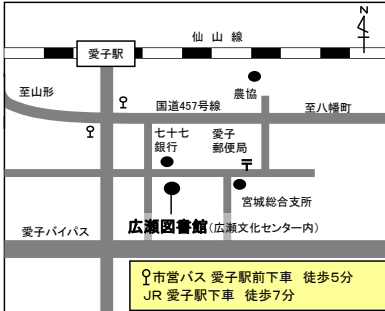 N
仙山線
愛子駅
至山形
農協
国道457号線
至八幡町
七十七
銀行
愛子
郵便局
〒
宮城総合支所
広瀬図書館(広瀬文化センター内)
愛子バイパス
市営バス 愛子駅前下車 徒歩5分
JR 愛子駅下車 徒歩7分